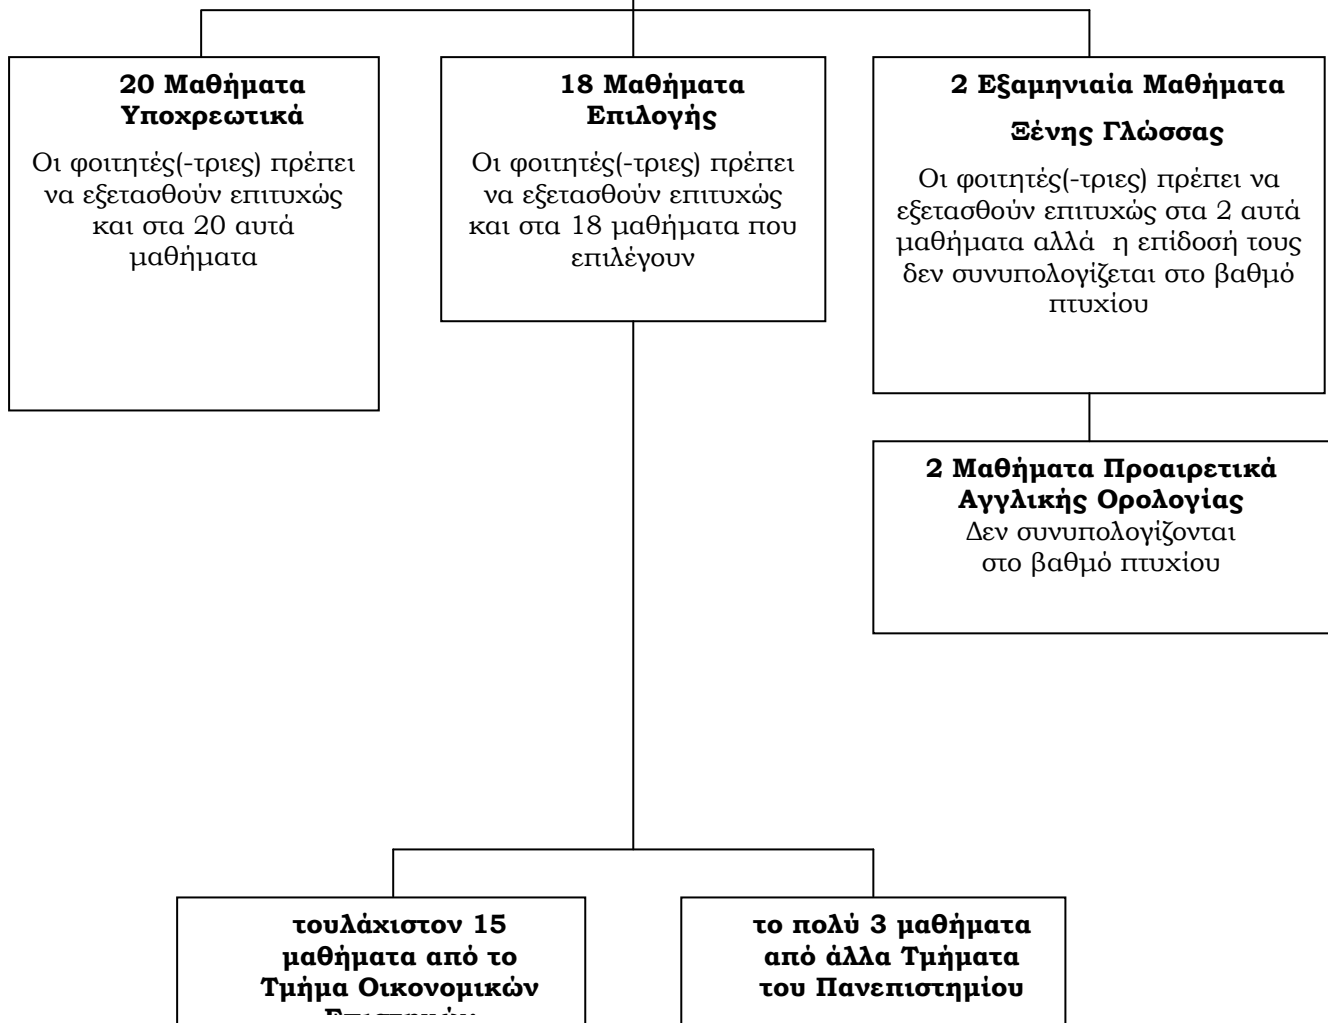 20 Μαθήματα
Υποχρεωτικά
Οι φοιτητές(-τριες) πρέπει
να εξετασθούν επιτυχώς
και στα 20 αυτά
μαθήματα
18 Μαθήματα
Επιλογής
Οι φοιτητές(-τριες) πρέπει
να εξετασθούν επιτυχώς
και στα 18 μαθήματα που
επιλέγουν
2 Εξαμηνιαία Μαθήματα
Ξένης Γλώσσας
Οι φοιτητές(-τριες) πρέπει να
εξετασθούν επιτυχώς στα 2 αυτά
μαθήματα αλλά η επίδοσή τους
δεν συνυπολογίζεται στο βαθμό
πτυχίου
2 Μαθήματα Προαιρετικά
Αγγλικής Ορολογίας
Δεν συνυπολογίζονται
στο βαθμό πτυχίου
τουλάχιστον 15
μαθήματα από το
Τμήμα Οικονομικών
το πολύ 3 μαθήματα
από άλλα Τμήματα
του Πανεπιστημίου